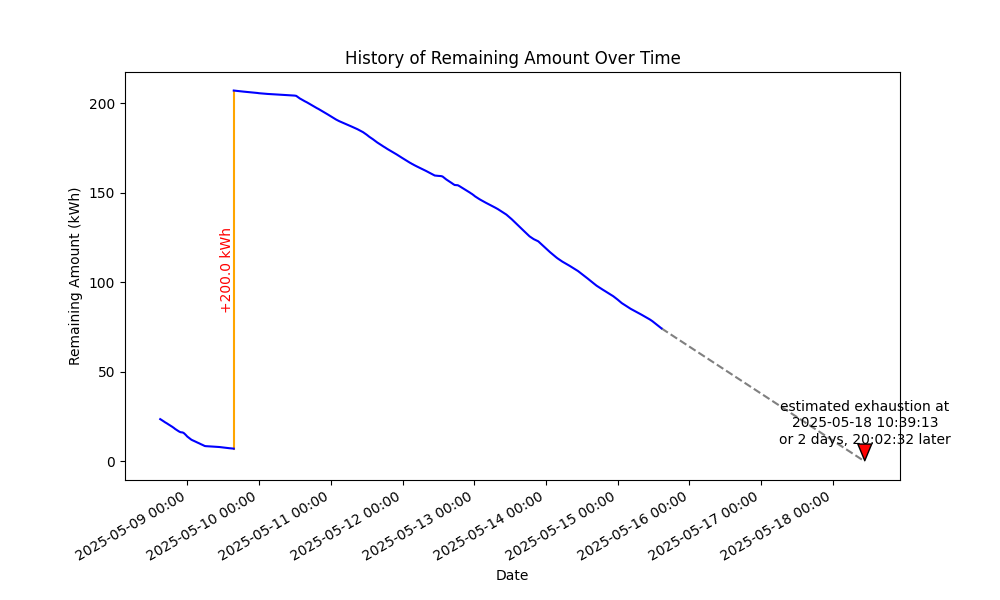 History of Remaining Amount Over Time
Remaining Amount (kWh)
200
150
100
50
0
+200.0 kWh
estimated exhaustion at
2025-05-18 10:39:13
or 2 days, 20:02:32 later
2025-05-09 00:00
2025-05-10 00:00
2025-05-11 00:00
2025-05-12 00:00
2025-05-13 00:00
2025-05-14 00:00
2025-05-15 00:00
2025-05-16 00:00
2025-05-17 00:00
2025-05-18 00:00
Date